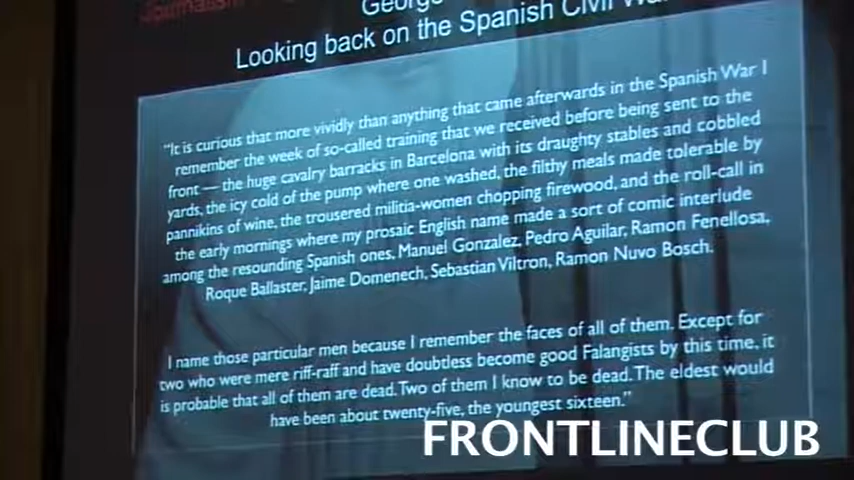 Journalism
George
Looking back on the Spanish Civil War
"It is curious that more vividly than anything that came afterwards in the Spanish War I
remember the week of so-called training that we received before being sent to the
front — the huge cavalry barracks in Barcelona with its draughty stables and cobbled
yards, the icy cold of the pump where one washed, the filthy meals made tolerable by
pannikins of wine, the trousered militia-women chopping firewood, and the roll-call in
the early mornings where my prosaic English name made a sort of comic interlude
among the resounding Spanish ones, Manuel Gonzalez, Pedro Aguilar, Ramon Fenellosa,
Roque Ballaster, Jaime Domenech, Sebastian Viltron, Ramon Nuvo Bosch.
I name those particular men because I remember the faces of all of them. Except for
two who were mere riff-raff and have doubtless become good Falangists by this time, it
is probable that all of them are dead. Two of them I know to be dead. The eldest would
have been about twenty-five, the youngest sixteen."
FRONTLINECLUB